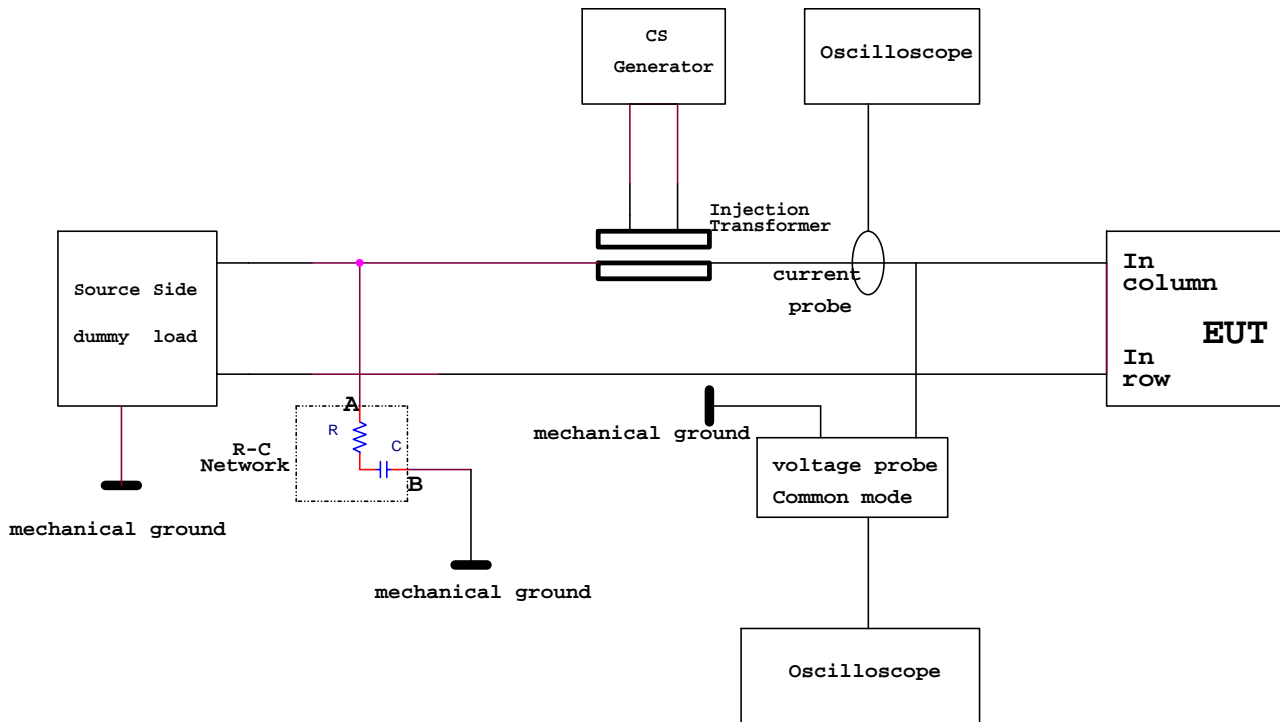 CS
Generator
Oscilloscope
Injection
Transformer
Source Side
dummy load
current
probe
In
column
EUT
In
row
A
R
C
B
R-C
Network
mechanical ground
voltage probe
Common mode
mechanical ground
mechanical ground
Oscilloscope